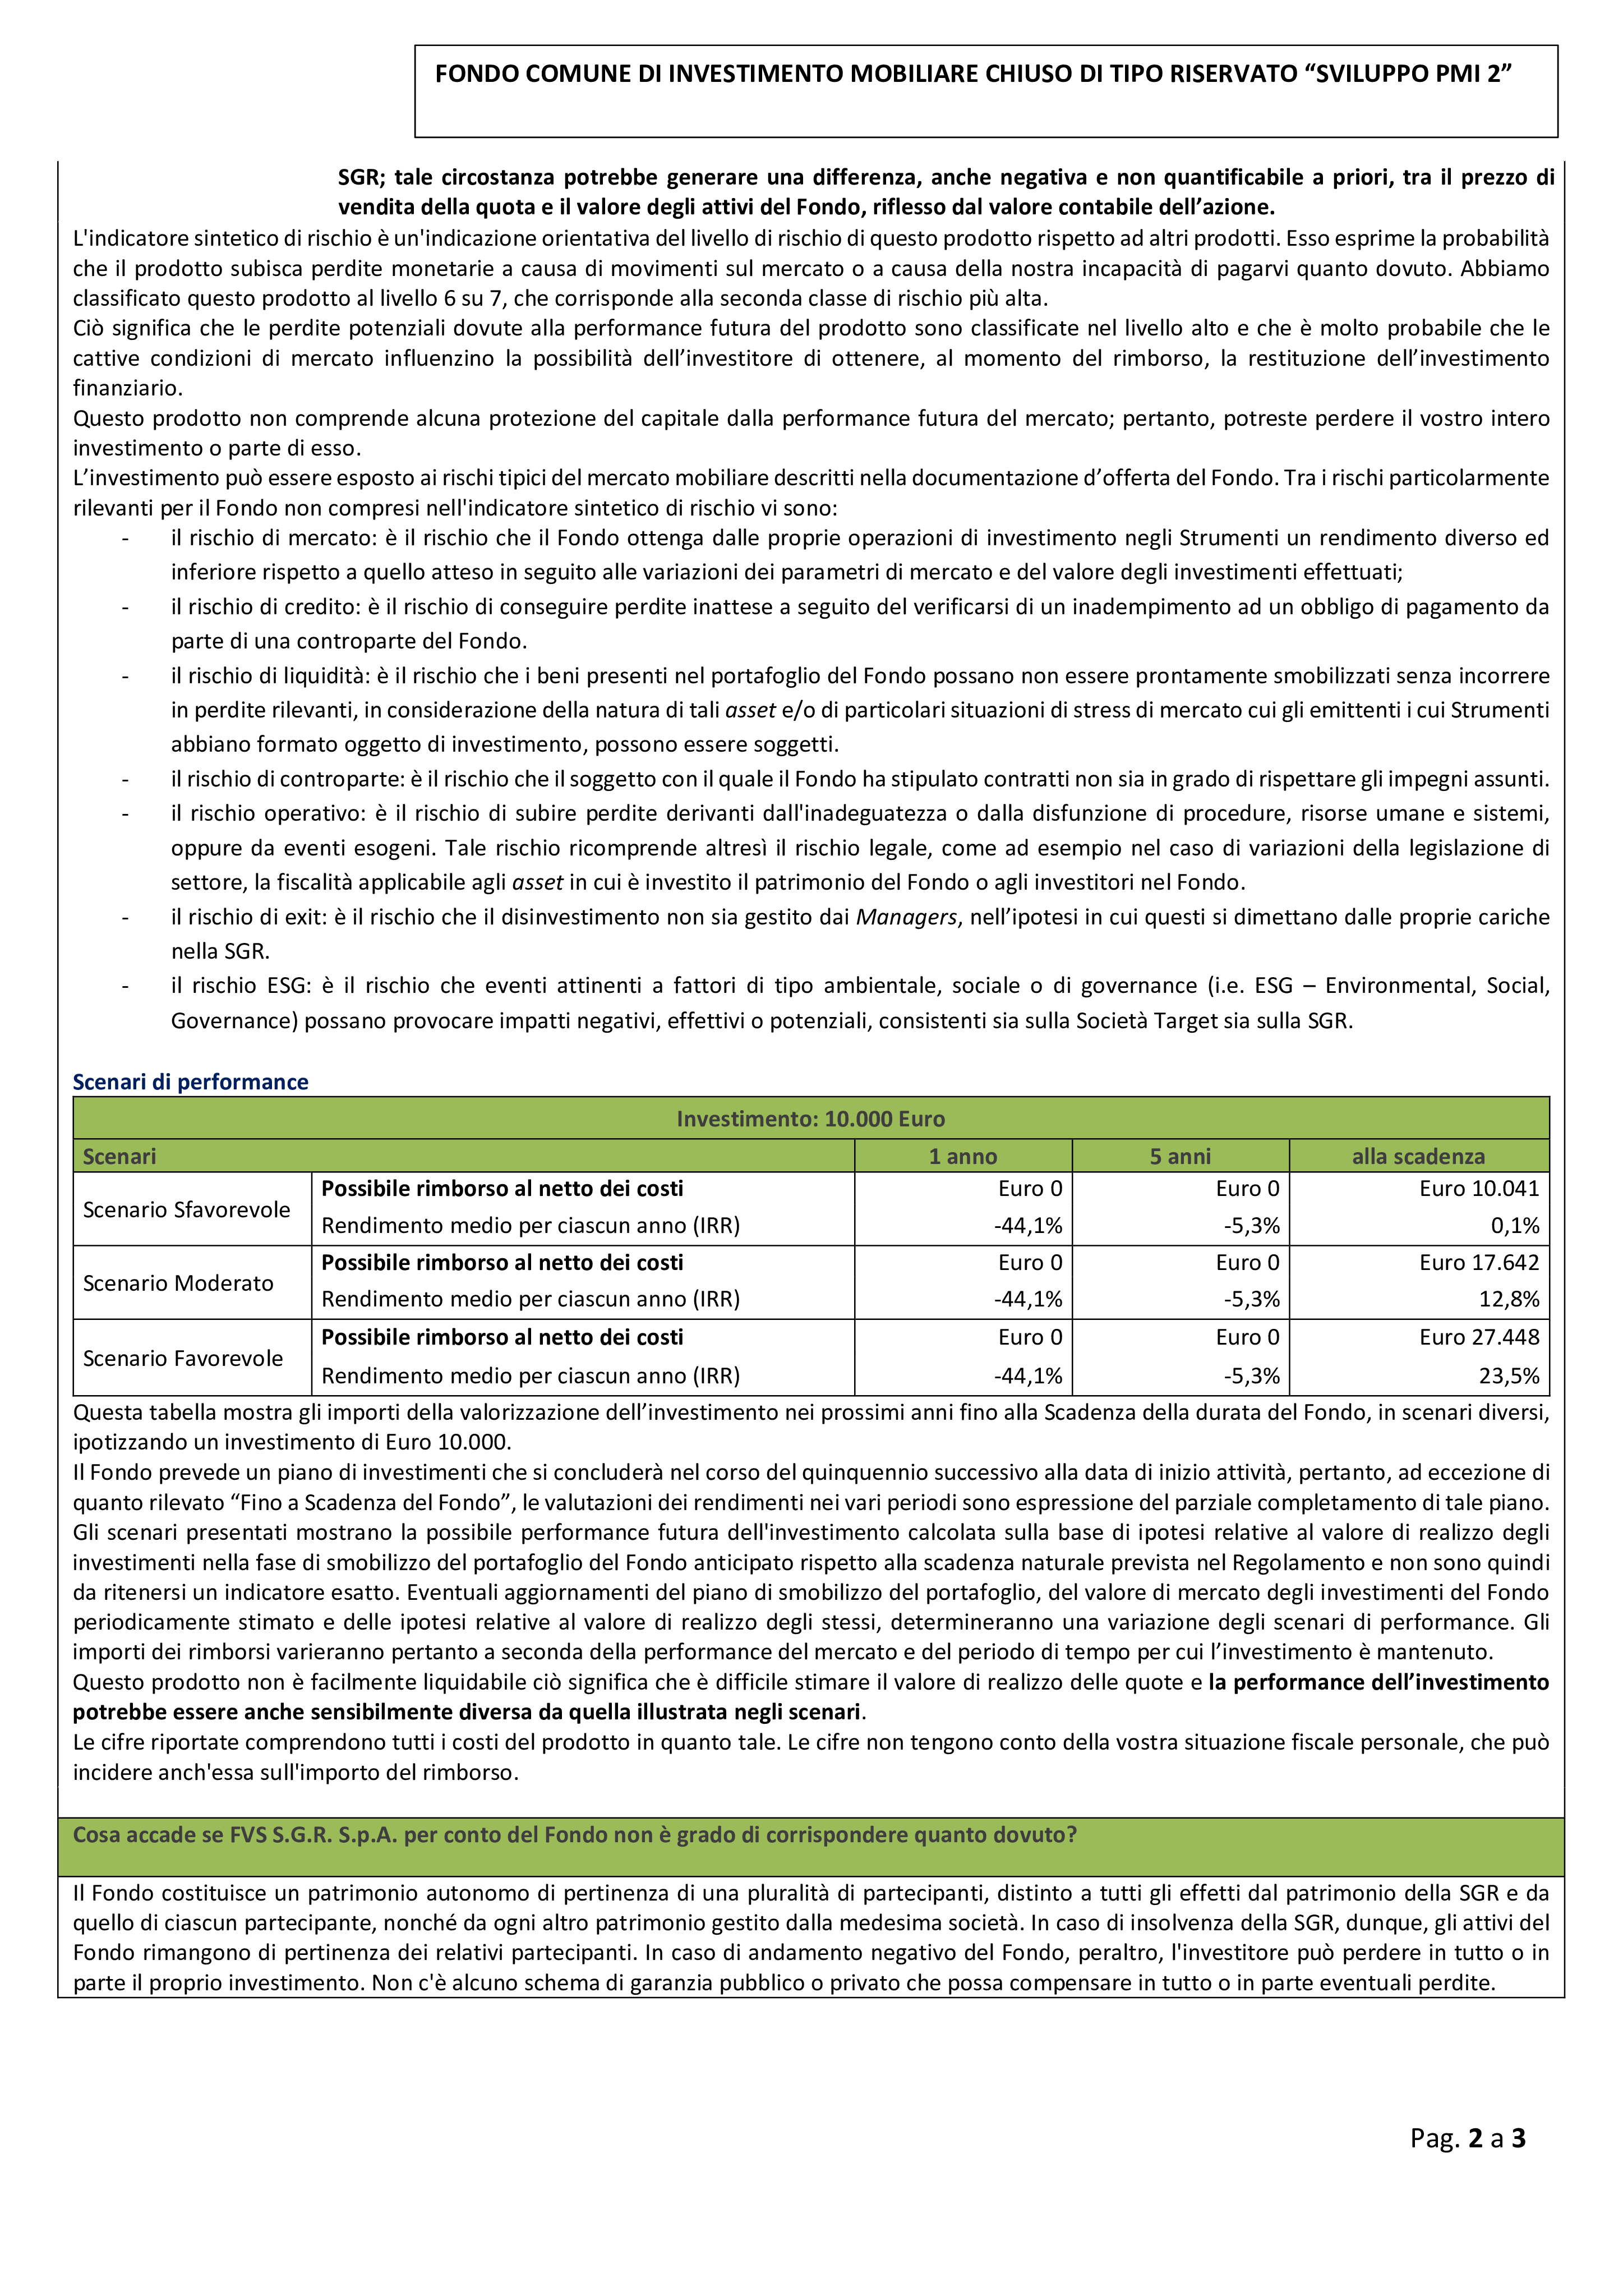 FONDO COMUNE DI INVESTIMENTO MOBILIARE CHIUSO DI TIPO RISERVATO “SVILUPPO PMI 2”
SGR; tale circostanza potrebbe generare una differenza, anche negativa e non quantificabile a priori, tra il prezzo di
vendita della quota e il valore degli attivi del Fondo, riflesso dal valore contabile dell’azione.
L'indicatore sintetico di rischio è un'indicazione orientativa del livello di rischio di questo prodotto rispetto ad altri prodotti. Esso esprime la probabilità
che il prodotto subisca perdite monetarie a causa di movimenti sul mercato o a causa della nostra incapacità di pagarvi quanto dovuto. Abbiamo
classificato questo prodotto al livello 6 su 7, che corrisponde alla seconda classe di rischio più alta.
Ciò significa che le perdite potenziali dovute alla performance futura del prodotto sono classificate nel livello alto e che è molto probabile che le
cattive condizioni di mercato influenzino la possibilità dell’investitore di ottenere, al momento del rimborso, la restituzione dell’investimento
finanziario.
Questo prodotto non comprende alcuna protezione del capitale dalla performance futura del mercato; pertanto, potreste perdere il vostro intero
investimento o parte di esso.
L’investimento può essere esposto ai rischi tipici del mercato mobiliare descritti nella documentazione d’offerta del Fondo. Tra i rischi particolarmente
rilevanti per il Fondo non compresi nell'indicatore sintetico di rischio vi sono:
- il rischio di mercato: è il rischio che il Fondo ottenga dalle proprie operazioni di investimento negli Strumenti un rendimento diverso ed
inferiore rispetto a quello atteso in seguito alle variazioni dei parametri di mercato e del valore degli investimenti effettuati;
- il rischio di credito: è il rischio di conseguire perdite inattese a seguito del verificarsi di un inadempimento ad un obbligo di pagamento da
parte di una controparte del Fondo.
- il rischio di liquidità: è il rischio che i beni presenti nel portafoglio del Fondo possano non essere prontamente smobilizzati senza incorrere
in perdite rilevanti, in considerazione della natura di tali asset e/o di particolari situazioni di stress di mercato cui gli emittenti i cui Strumenti
abbiano formato oggetto di investimento, possono essere soggetti.
- il rischio di controparte: è il rischio che il soggetto con il quale il Fondo ha stipulato contratti non sia in grado di rispettare gli impegni assunti.
- il rischio operativo: è il rischio di subire perdite derivanti dall'inadeguatezza o dalla disfunzione di procedure, risorse umane e sistemi,
oppure da eventi esogeni. Tale rischio ricomprende altresì il rischio legale, come ad esempio nel caso di variazioni della legislazione di
settore, la fiscalità applicabile agli asset in cui è investito il patrimonio del Fondo o agli investitori nel Fondo.
- il rischio di exit: è il rischio che il disinvestimento non sia gestito dai Managers, nell’ipotesi in cui questi si dimettano dalle proprie cariche
nella SGR.
- il rischio ESG: è il rischio che eventi attinenti a fattori di tipo ambientale, sociale o di governance (i.e. ESG – Environmental, Social,
Governance) possano provocare impatti negativi, effettivi o potenziali, consistenti sia sulla Società Target sia sulla SGR.
Scenari di performance
Investimento: 10.000 Euro
Scenari 1 anno 5 anni alla scadenza
Scenario Sfavorevole
Possibile rimborso al netto dei costi Euro 0 Euro 0 Euro 10.041
Rendimento medio per ciascun anno (IRR) -44,1% -5,3% 0,1%
Scenario Moderato
Possibile rimborso al netto dei costi Euro 0 Euro 0 Euro 17.642
Rendimento medio per ciascun anno (IRR) -44,1% -5,3% 12,8%
Scenario Favorevole
Possibile rimborso al netto dei costi Euro 0 Euro 0 Euro 27.448
Rendimento medio per ciascun anno (IRR) -44,1% -5,3% 23,5%
Questa tabella mostra gli importi della valorizzazione dell’investimento nei prossimi anni fino alla Scadenza della durata del Fondo, in scenari diversi,
ipotizzando un investimento di Euro 10.000.
Il Fondo prevede un piano di investimenti che si concluderà nel corso del quinquennio successivo alla data di inizio attività, pertanto, ad eccezione di
quanto rilevato “Fino a Scadenza del Fondo”, le valutazioni dei rendimenti nei vari periodi sono espressione del parziale completamento di tale piano.
Gli scenari presentati mostrano la possibile performance futura dell'investimento calcolata sulla base di ipotesi relative al valore di realizzo degli
investimenti nella fase di smobilizzo del portafoglio del Fondo anticipato rispetto alla scadenza naturale prevista nel Regolamento e non sono quindi
da ritenersi un indicatore esatto. Eventuali aggiornamenti del piano di smobilizzo del portafoglio, del valore di mercato degli investimenti del Fondo
periodicamente stimato e delle ipotesi relative al valore di realizzo degli stessi, determineranno una variazione degli scenari di performance. Gli
importi dei rimborsi varieranno pertanto a seconda della performance del mercato e del periodo di tempo per cui l’investimento è mantenuto.
Questo prodotto non è facilmente liquidabile ciò significa che è difficile stimare il valore di realizzo delle quote e la performance dell’investimento
potrebbe essere anche sensibilmente diversa da quella illustrata negli scenari.
Le cifre riportate comprendono tutti i costi del prodotto in quanto tale. Le cifre non tengono conto della vostra situazione fiscale personale, che può
incidere anch'essa sull'importo del rimborso.
Cosa accade se FVS S.G.R. S.p.A. per conto del Fondo non è grado di corrispondere quanto dovuto?
Il Fondo costituisce un patrimonio autonomo di pertinenza di una pluralità di partecipanti, distinto a tutti gli effetti dal patrimonio della SGR e da
quello di ciascun partecipante, nonché da ogni altro patrimonio gestito dalla medesima società. In caso di insolvenza della SGR, dunque, gli attivi del
Fondo rimangono di pertinenza dei relativi partecipanti. In caso di andamento negativo del Fondo, peraltro, l'investitore può perdere in tutto o in
parte il proprio investimento. Non c'è alcuno schema di garanzia pubblico o privato che possa compensare in tutto o in parte eventuali perdite.
Pag. 2 a 3